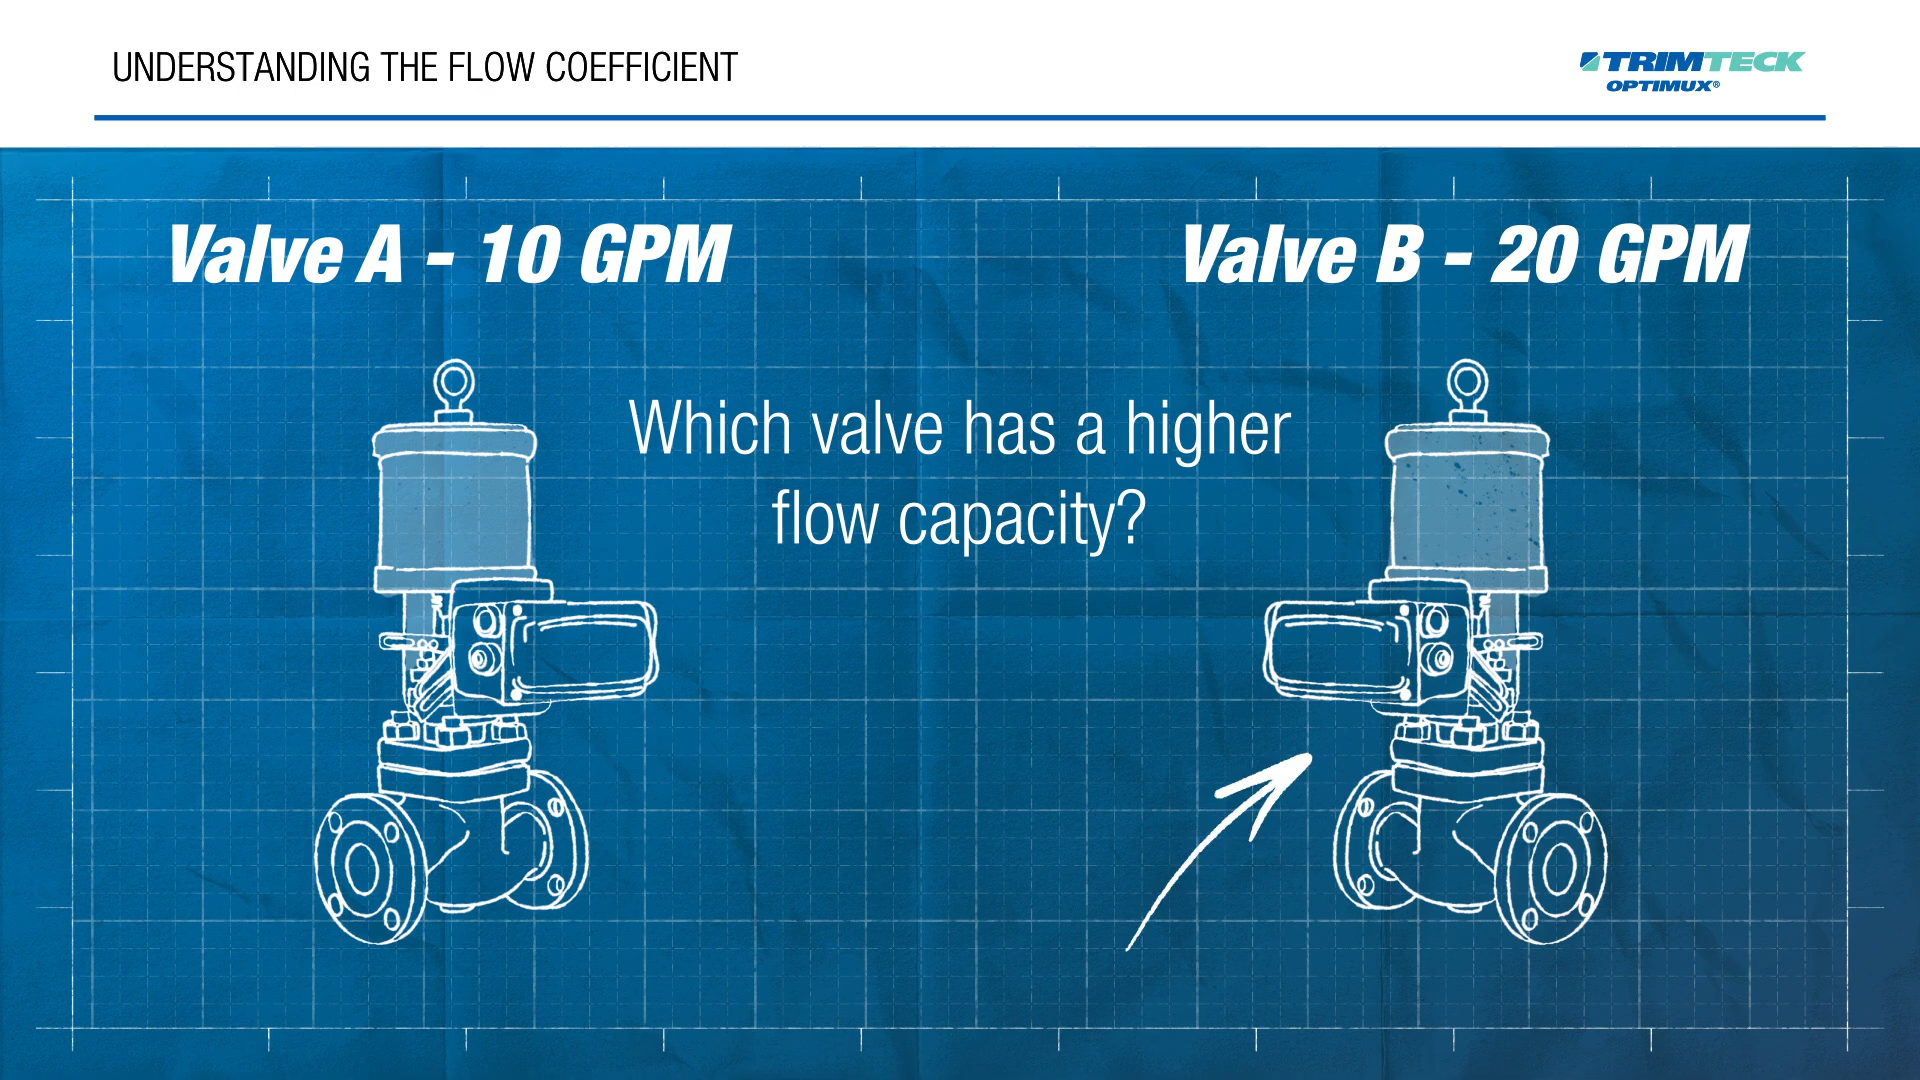 UNDERSTANDING THE FLOW COEFFICIENT
TRIMTECK
OPTIMUX®
Valve A - 10 GPM
Valve B - 20 GPM
Which valve has a higher
flow capacity?